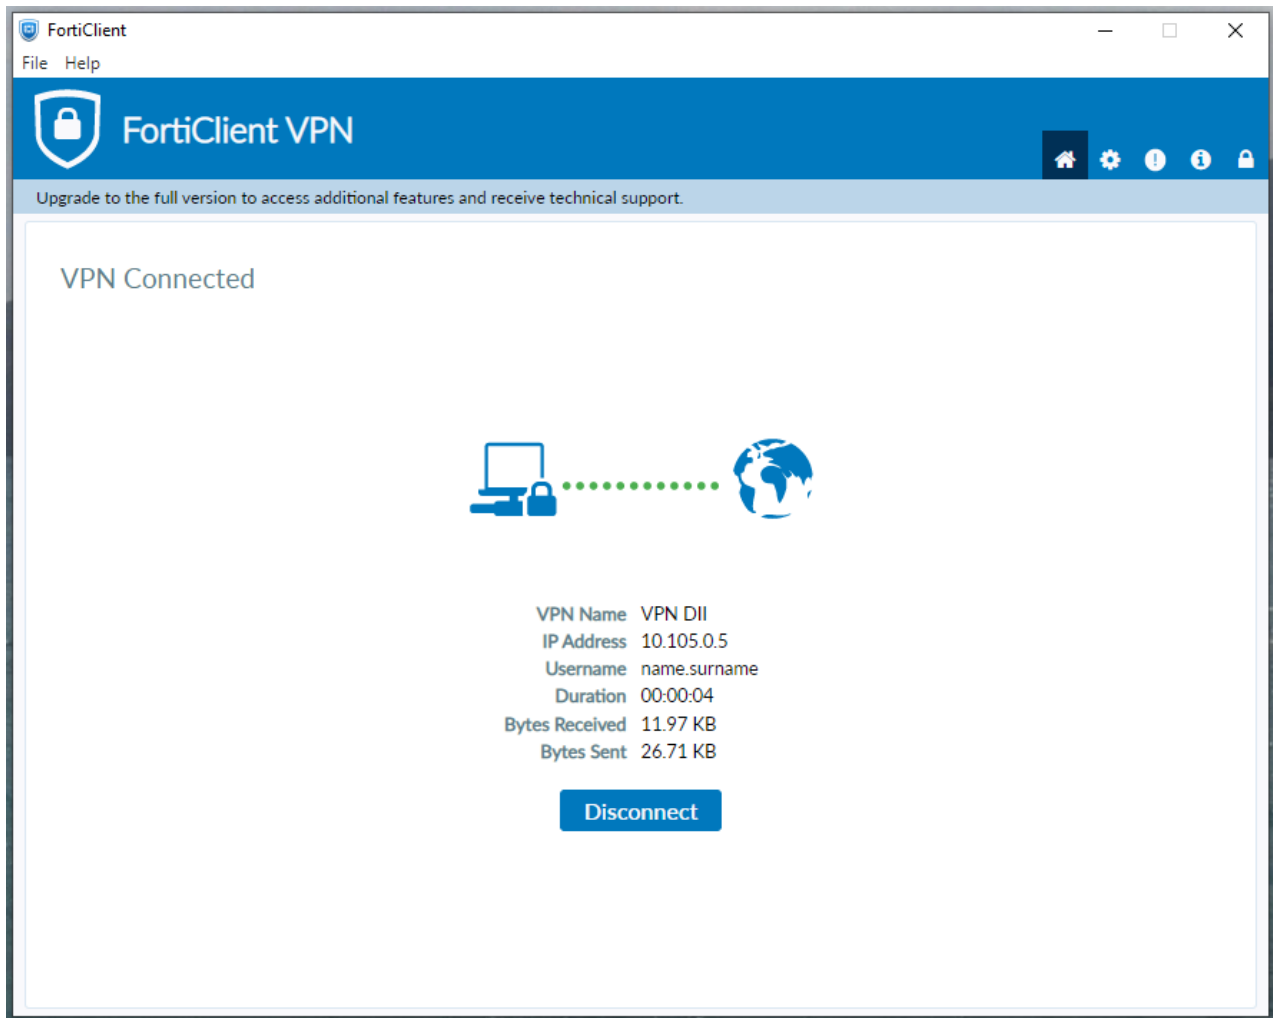 FortiClient
File Help
FortiClient VPN
Upgrade to the full version to access additional features and receive technical support.
VPN Connected
VPN Name VPN DII
IP Address 10.105.0.5
Username name.surname
Duration 00:00:04
Bytes Received 11.97 KB
Bytes Sent 26.71 KB
Disconnect